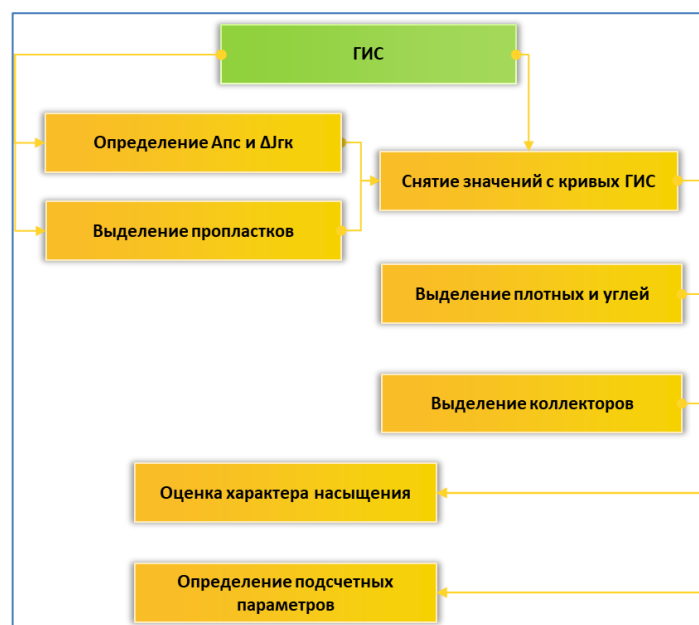 ГИС
Определение Апс и ΔJгк
Снятие значений с кривых ГИС
Выделение пропластков
Выделение плотных и углей
Выделение коллекторов
Оценка характера насыщения
Определение подсчетных
параметров